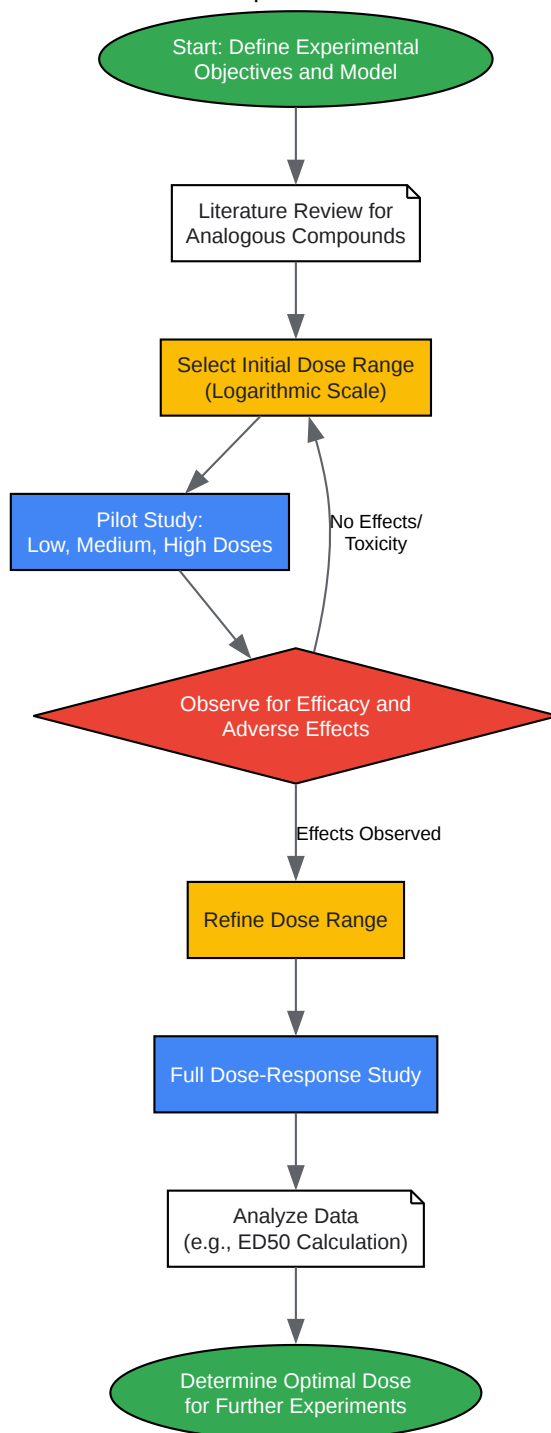 Start: Define Experimental
Objectives and Model
Literature Review for
Analogous Compounds
Select Initial Dose Range
(Logarithmic Scale)
Pilot Study:
Low, Medium, High Doses
No Effects/
Toxicity
Observe for Efficacy and
Adverse Effects
Effects Observed
Refine Dose Range
Full Dose-Response Study
Analyze Data
(e.g., ED50 Calculation)
Determine Optimal Dose
for Further Experiments